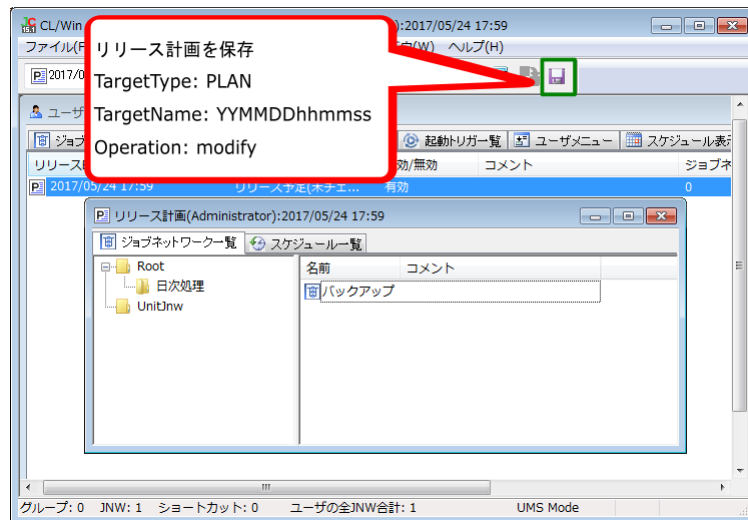 CL/Win
):2017/05/24 17:59
ファイル(F
(W) ヘルプ(H)
リリース計画を保存
TargetType: PLAN
TargetName: YYMMDDhhmmss
Operation: modify
2017/0
ユーザ
ジョブ
起動トリガ一覧
ユーザメニュー
スケジュール表示
リリース
効/無効
コメント
ジョブネ
2017/05/24 17:59
リリース予定(未チェ...
有効
0
リリース計画(Administrator):2017/05/24 17:59
ジョブネットワーク一覧
スケジュール一覧
Root
日次処理
UnitJnw
名前
コメント
バックアップ
グループ: 0 JNW: 1 ショートカット: 0 ユーザの全JNW合計: 1 UMS Mode